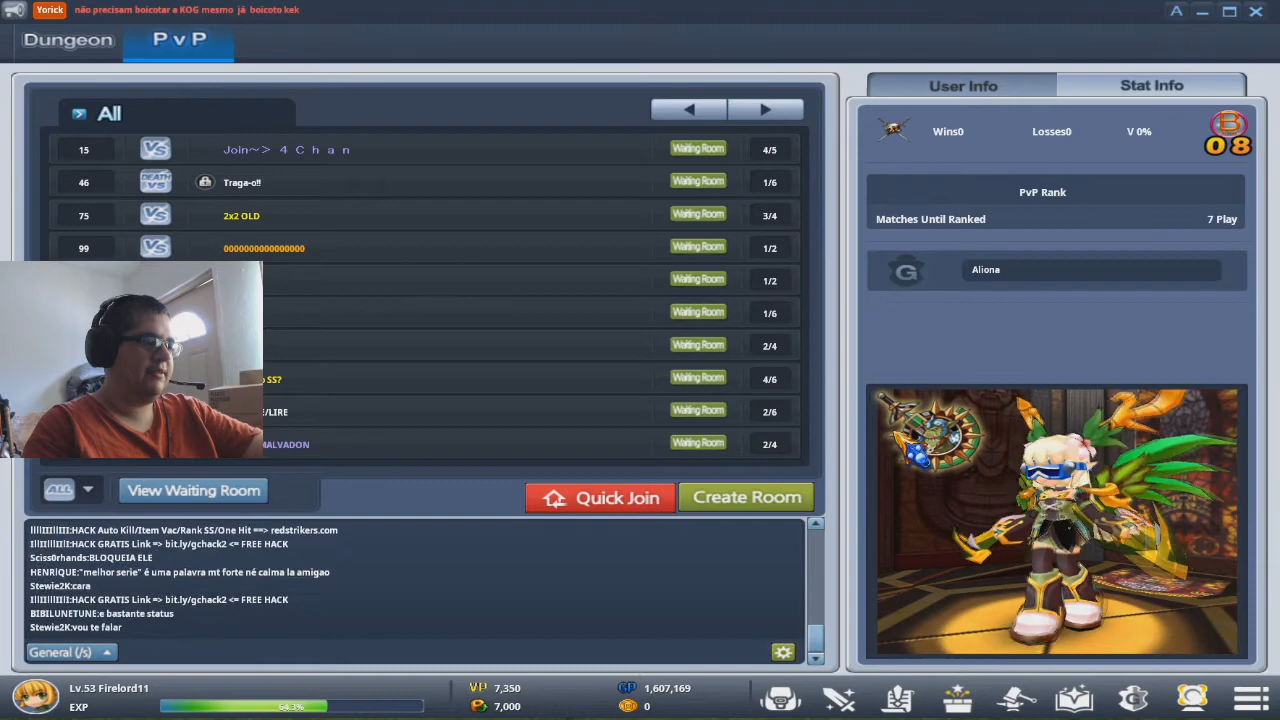 Yorick não precisam boicotar a KOG mesmo já boicoto kek
A
Dungeon PvP
All
15 VS Join~> 4 C h a n Waiting Room 4/5
46 DEATH VS Traga-o!! Waiting Room 1/6
75 VS 2x2 OLD Waiting Room 3/4
99 VS 000000000000000 Waiting Room 1/2
Waiting Room 1/2
Waiting Room 1/6
Waiting Room 2/4
SS? Waiting Room 4/6
E/LIRE Waiting Room 2/6
MALVADON Waiting Room 2/4
ALL View Waiting Room Quick Join Create Room
HACK Auto Kill/Item Vac/Rank SS/One Hit ==> redstrikers.com
HACK GRATIS Link => bit.ly/gchack2 <= FREE HACK
Sciss0rhands:BLOQUEIA ELE
HENRIQUE:"melhor serie" é uma palavra mt forte né calma la amigao
Stewie2K:cara
HACK GRATIS Link => bit.ly/gchack2 <= FREE HACK
BIBILUNETUNE:e bastante status
Stewie2K:vou te falar
General (/s)
User Info Stat Info
Wins0 Losses0 V 0% B 08
PvP Rank
Matches Until Ranked 7 Play
G Aliona
Lv.53 Firelord11 VP 7,350 GP 1,607,169
EXP 64.3% P 7,000 0